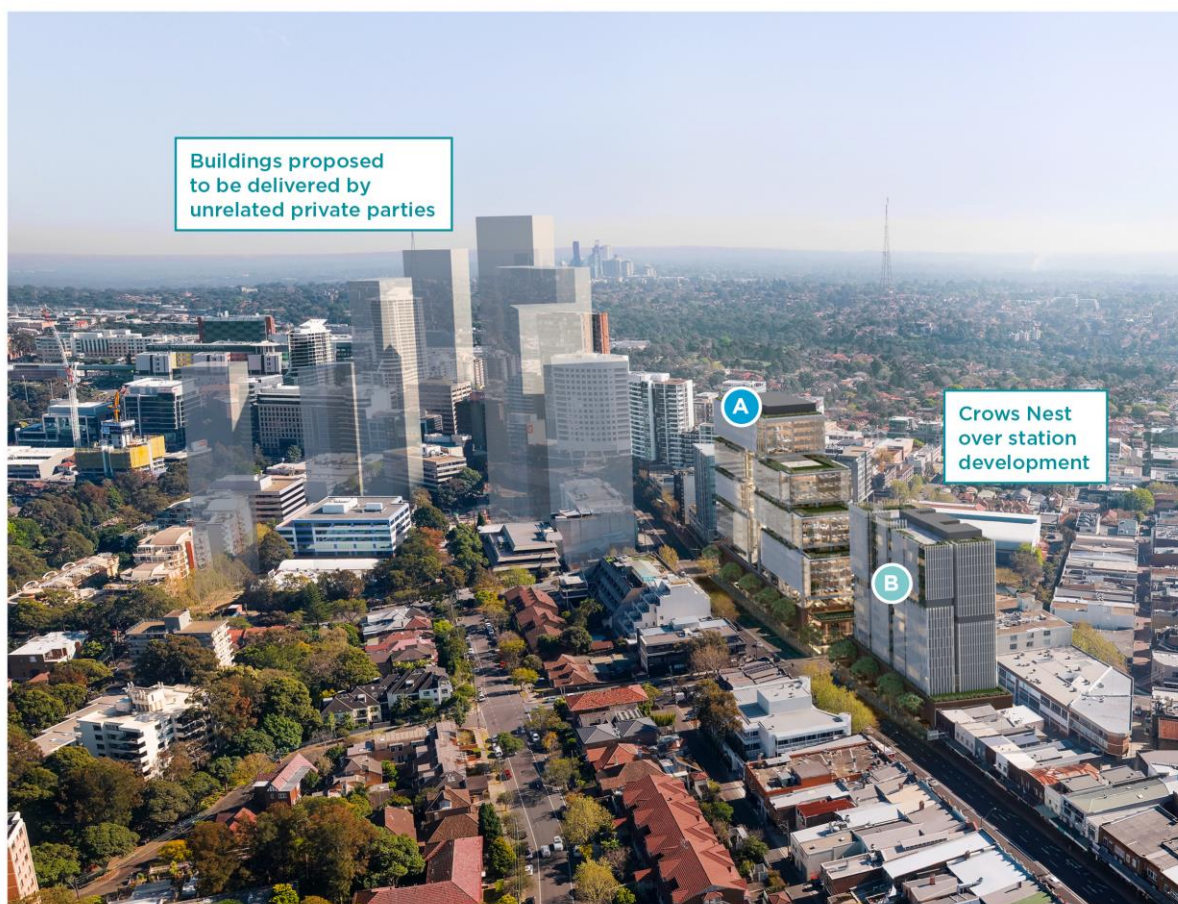 Buildings proposed
to be delivered by
unrelated private parties
A
Crows Nest
over station
development
B